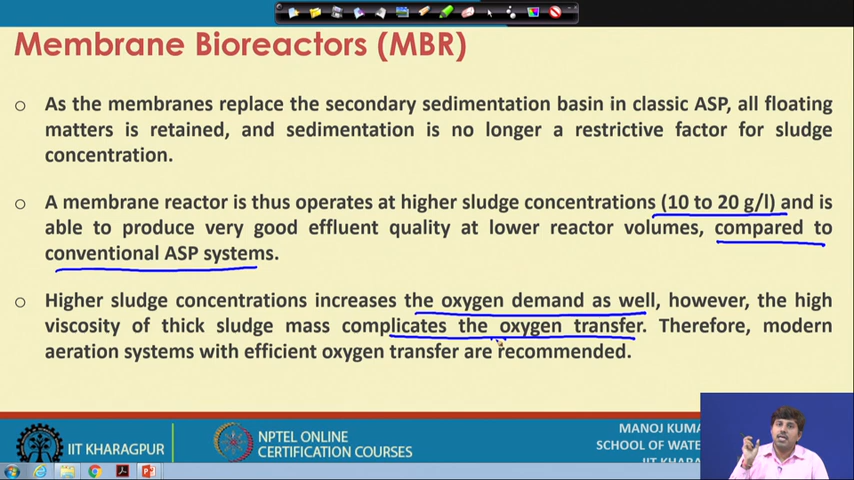 Membrane Bioreactors (MBR)
o As the membranes replace the secondary sedimentation basin in classic ASP, all floating
matters is retained, and sedimentation is no longer a restrictive factor for sludge
concentration.
o A membrane reactor is thus operates at higher sludge concentrations (10 to 20 g/l) and is
able to produce very good effluent quality at lower reactor volumes, compared to
conventional ASP systems.
o Higher sludge concentrations increases the oxygen demand as well, however, the high
viscosity of thick sludge mass complicates the oxygen transfer. Therefore, modern
aeration systems with efficient oxygen transfer are recommended.
IIT KHARAGPUR
NPTEL ONLINE
CERTIFICATION COURSES
MANOJ
SCHOOL OF
IIT